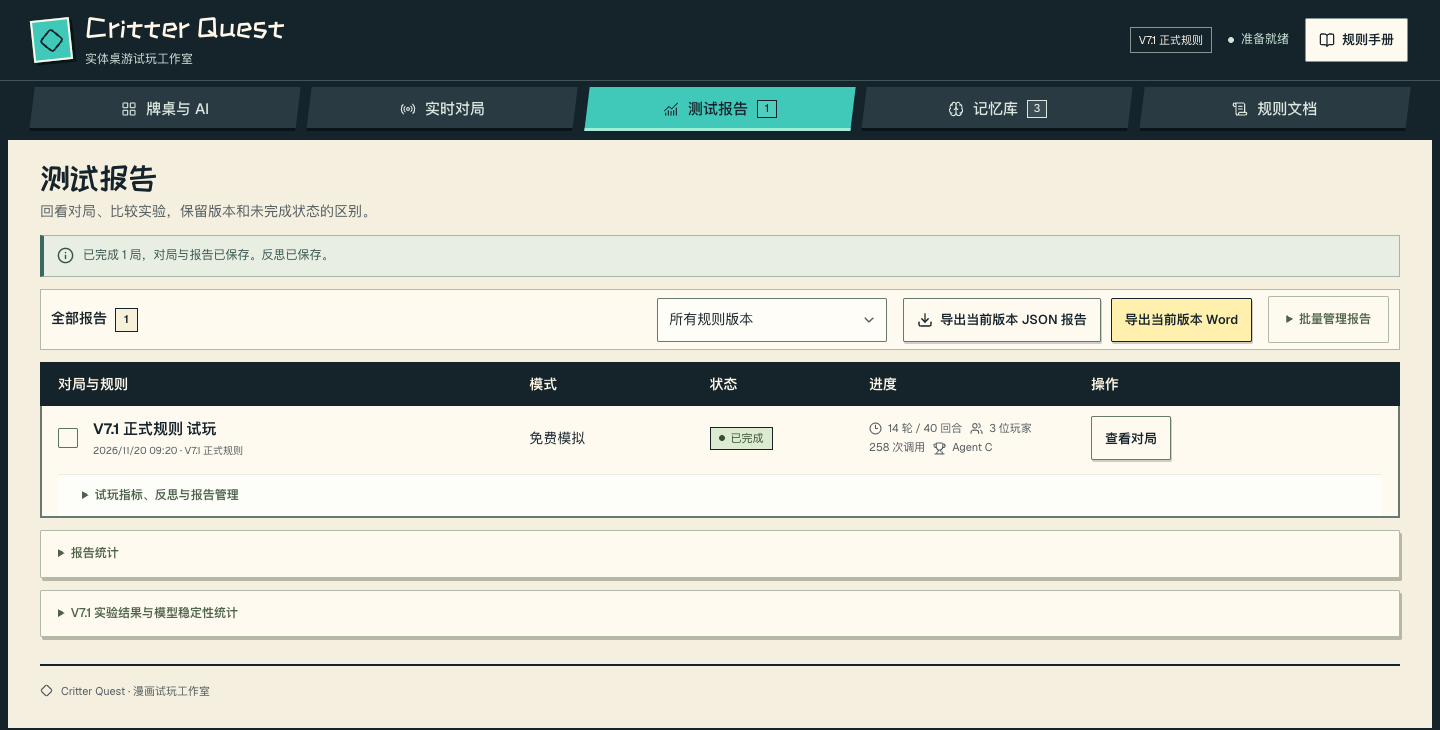 Critter Quest
实体桌游试玩工作室
V7.1 正式规则
准备就绪
规则手册
牌桌与 AI
实时对局
测试报告 1
记忆库 3
规则文档
测试报告
回看对局、比较实验，保留版本和未完成状态的区别。
已完成 1 局，对局与报告已保存。反思已保存。
全部报告 1
所有规则版本
导出当前版本 JSON 报告
导出当前版本 Word
批量管理报告
对局与规则 模式 状态 进度 操作
V7.1 正式规则 试玩
2026/11/20 09:20 · V7.1 正式规则
免费模拟
已完成
14 轮 / 40 回合 3 位玩家
258 次调用 Agent C
查看对局
试玩指标、反思与报告管理
报告统计
V7.1 实验结果与模型稳定性统计
Critter Quest · 漫画试玩工作室